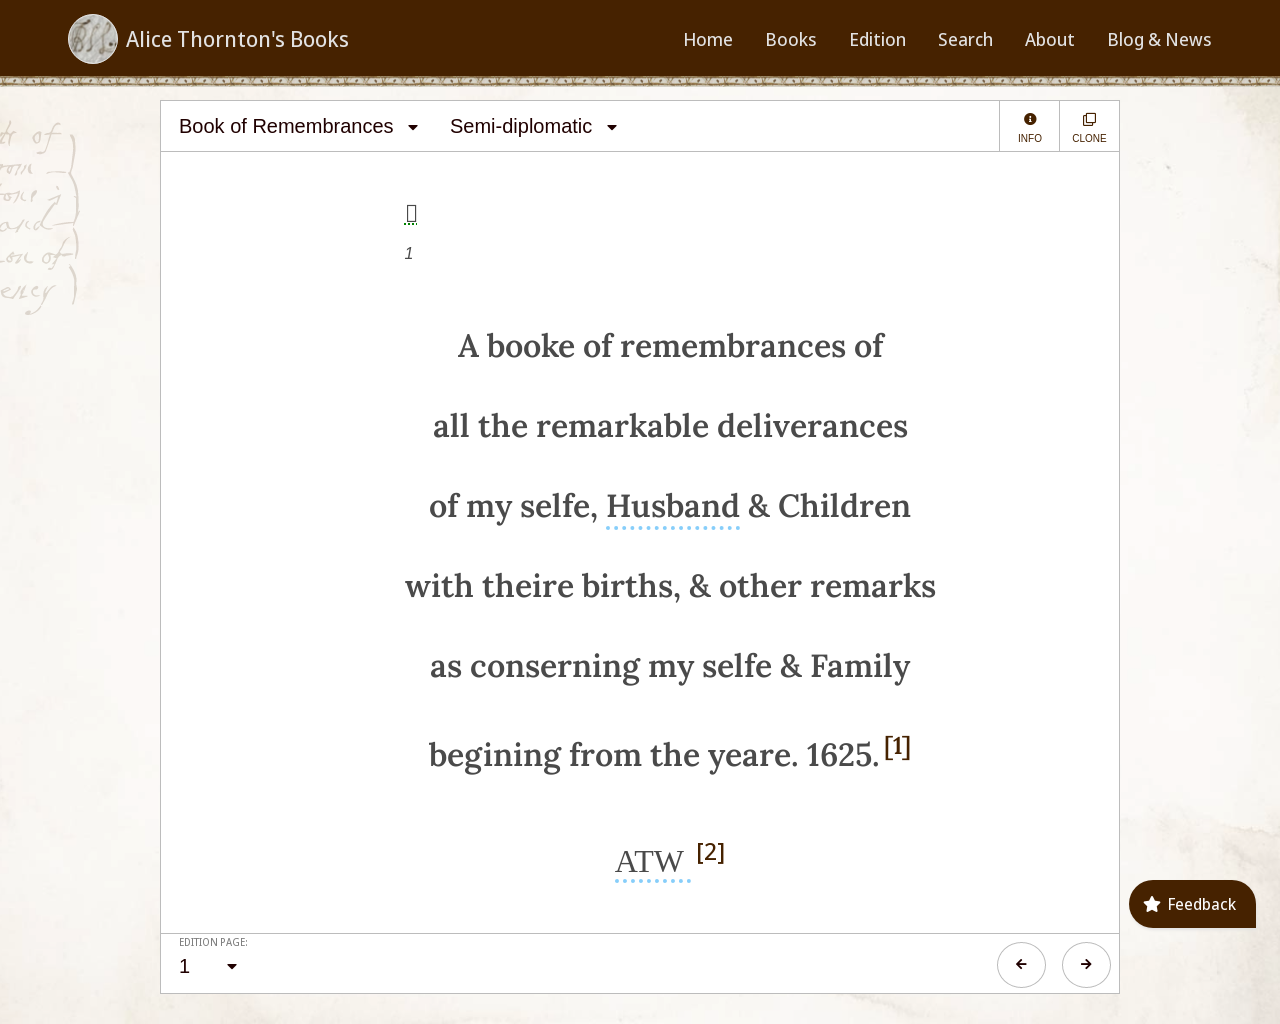 Alice Thornton's Books
Home Books Edition Search About Blog & News
Book of Remembrances Semi-diplomatic INFO CLONE
1
A booke of remembrances of
all the remarkable deliverances
of my selfe, Husband & Children
with theire births, & other remarks
as conserning my selfe & Family
begining from the yeare. 1625. [1]
ATW [2]
Feedback
EDITION PAGE:
1